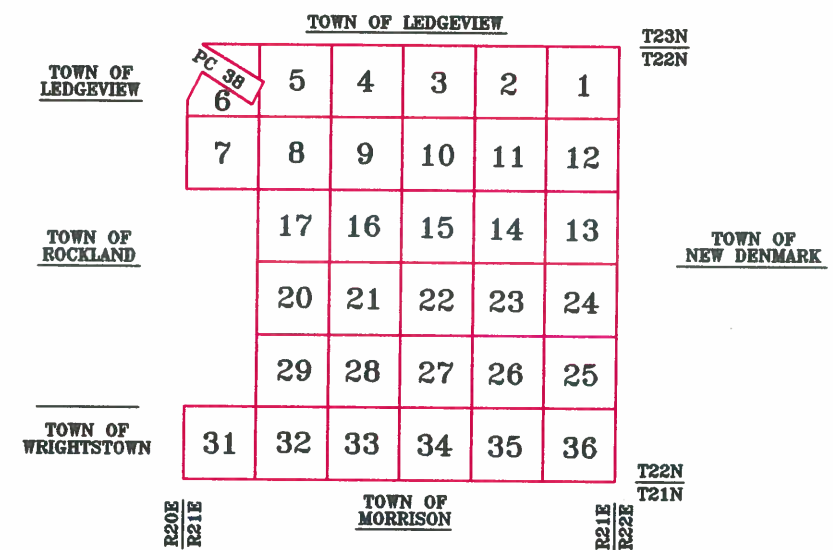 TOWN OF LEDGEVIEW
T23N
T22N
TOWN OF
LEDGEVIEW
PC 38
6 5 4 3 2 1
7 8 9 10 11 12
17 16 15 14 13
TOWN OF
ROCKLAND
TOWN OF
NEW DENMARK
20 21 22 23 24
29 28 27 26 25
TOWN OF
WRIGHTSTOWN
31 32 33 34 35 36
T22N
T21N
R20E
R21E
TOWN OF
MORRISON
R21E
R22E